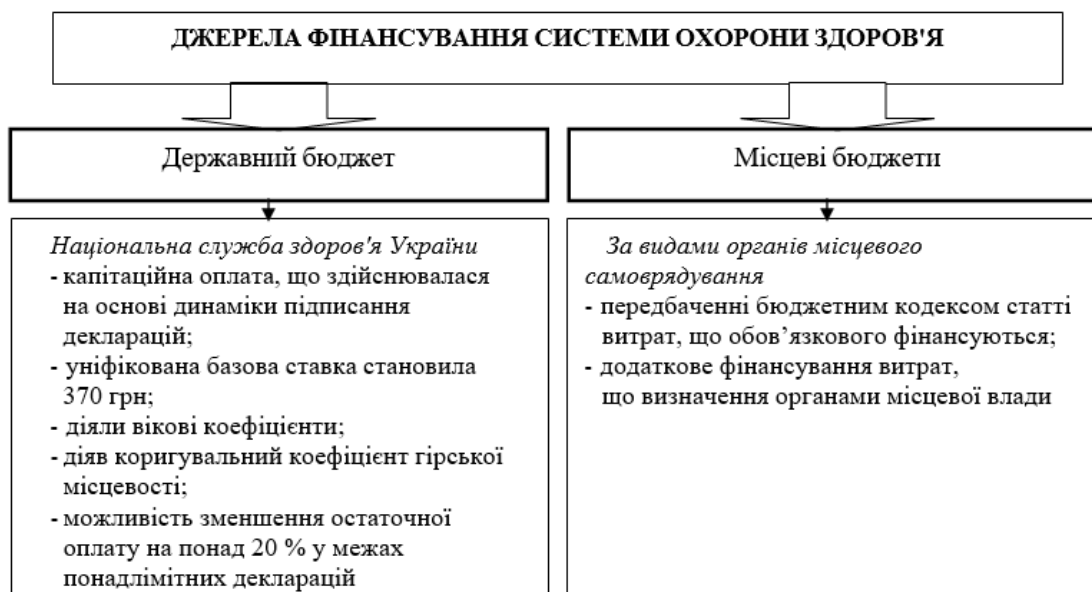 ДЖЕРЕЛА ФІНАНСУВАННЯ СИСТЕМИ ОХОРОНИ ЗДОРОВ'Я
Державний бюджет
Національна служба здоров'я України
- капітаційна оплата, що здійснювалася
на основі динаміки підписання
декларацій;
- уніфікована базова ставка становила
370 грн;
- діяли вікові коефіцієнти;
- діяв коригувальний коефіцієнт гірської
місцевості;
- можливість зменшення остаточної
оплату на понад 20 % у межах
понадлімітних декларацій
Місцеві бюджети
За видами органів місцевого
самоврядування
- передбаченні бюджетним кодексом статті
витрат, що обов’язкового фінансуються;
- додаткове фінансування витрат,
що визначення органами місцевої влади